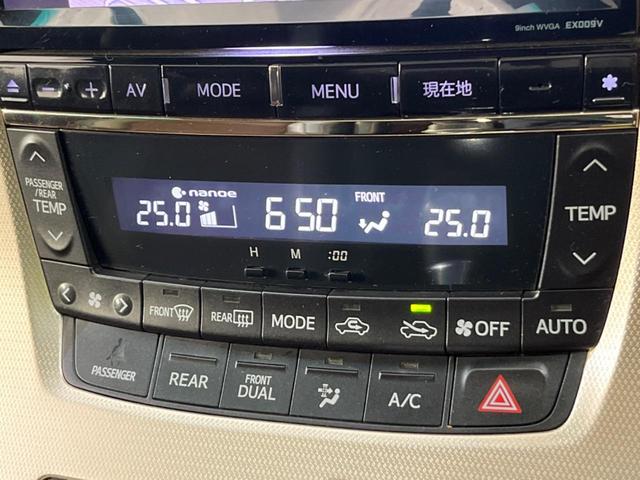 9inch WVGA EX009V
- + AV MODE MENU 現在地
PASSENGER
/REAR
TEMP
nanoe
25.0 6 50 FRONT 25.0
TEMP
H M :00
FRONT REAR MODE OFF AUTO
PASSENGER
REAR
FRONT
DUAL
A/C